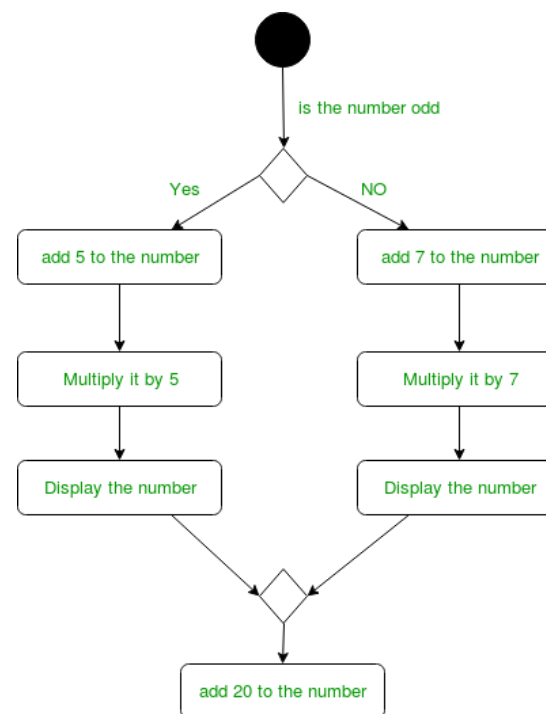 is the number odd
Yes
NO
add 5 to the number
add 7 to the number
Multiply it by 5
Multiply it by 7
Display the number
Display the number
add 20 to the number